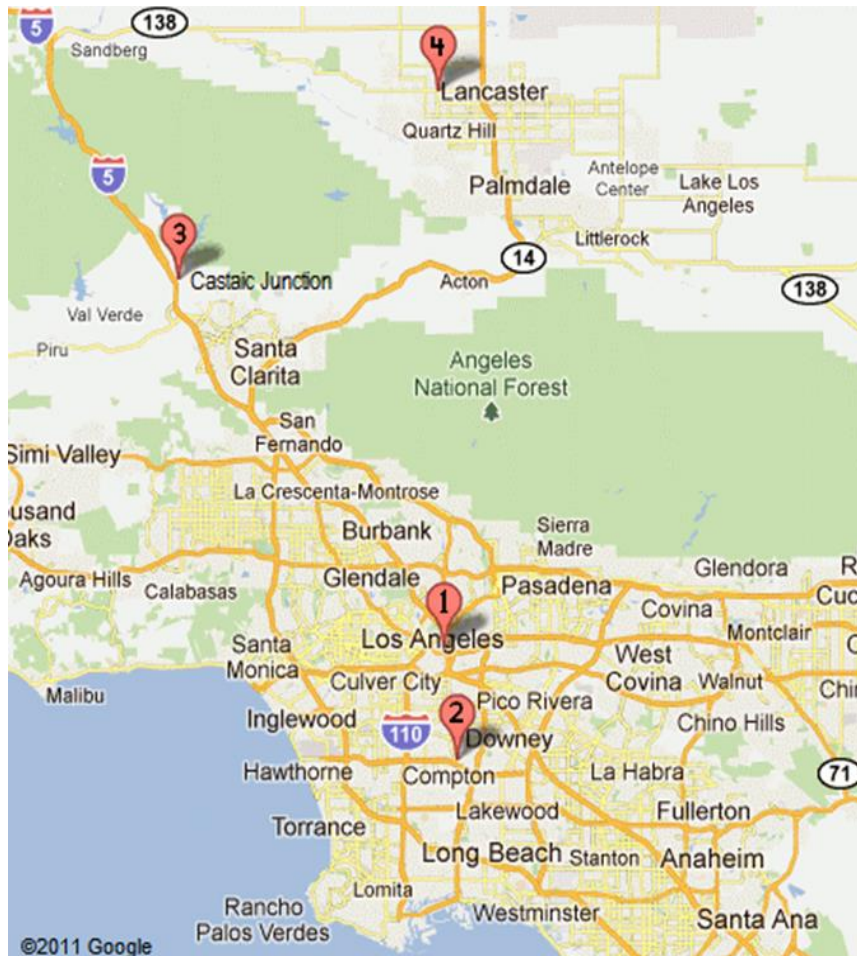 138
5
Sandberg
4
Lancaster
Quartz Hill
5
Palmdale
Antelope
Center
Lake Los
Angeles
3
Littlerock
14
Castaic Junction
Acton
138
Val Verde
Piru
Santa
Clarita
Angeles
National Forest
San
Fernando
Simi Valley
La Crescenta-Montrose
usand
Oaks
Burbank
Sierra
Madre
Agoura Hills
Calabasas
Glendale
Pasadena
Glendora
R
Cuc
1
Covina
Los Angeles
Montclair
C
Santa
Monica
West
Covina
Culver City
Walnut
Chi
Malibu
Pico Rivera
2
Inglewood
110
Downey
Chino Hills
Hawthorne
Compton
La Habra
71
Lakewood
Fullerton
Torrance
Long Beach
Stanton
Anaheim
Lomita
Rancho
Palos Verdes
Westminster
Santa Ana
©2011 Google